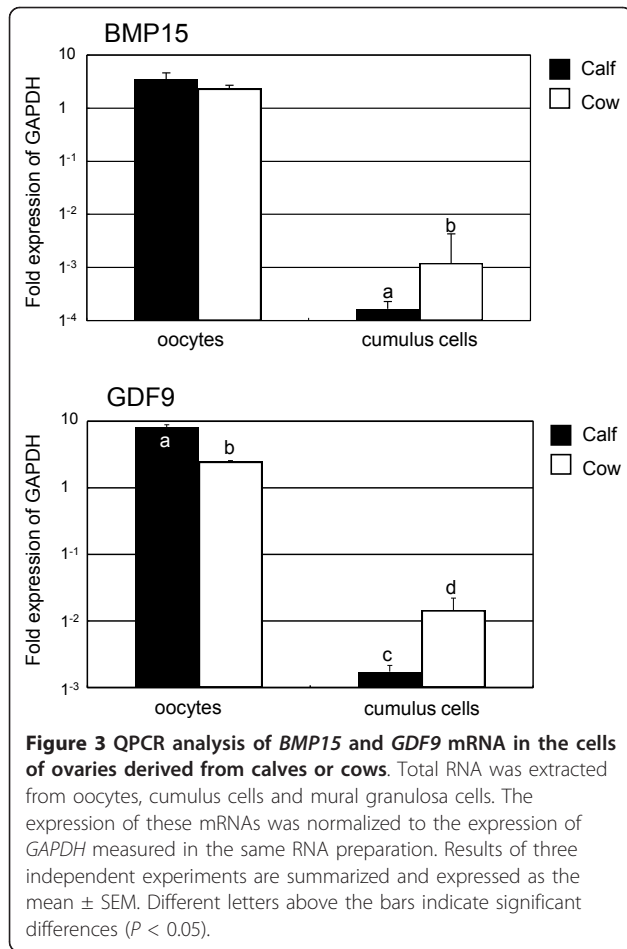 BMP15
10
1
1-1
1-2
1-3
1-4
Fold expression of GAPDH
Calf
Cow
a
b
oocytes
cumulus cells
GDF9
10
1
1-1
1-2
1-3
Fold expression of GAPDH
Calf
Cow
a
b
c
d
oocytes
cumulus cells
Figure 3 QPCR analysis of BMP15 and GDF9 mRNA in the cells
of ovaries derived from calves or cows. Total RNA was extracted
from oocytes, cumulus cells and mural granulosa cells. The
expression of these mRNAs was normalized to the expression of
GAPDH measured in the same RNA preparation. Results of three
independent experiments are summarized and expressed as the
mean ± SEM. Different letters above the bars indicate significant
differences (P < 0.05).